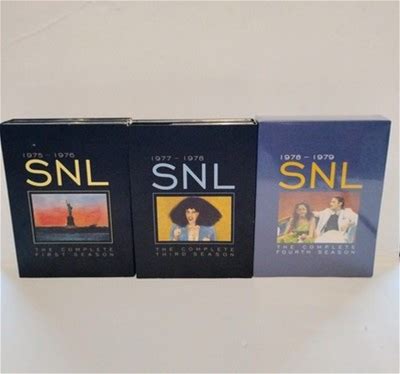 1975 - 1976
SNL
THE COMPLETE
FIRST SEASON
1977 - 1978
SNL
THE COMPLETE
THIRD SEASON
1978 - 1979
SNL
THE COMPLETE
FOURTH SEASON